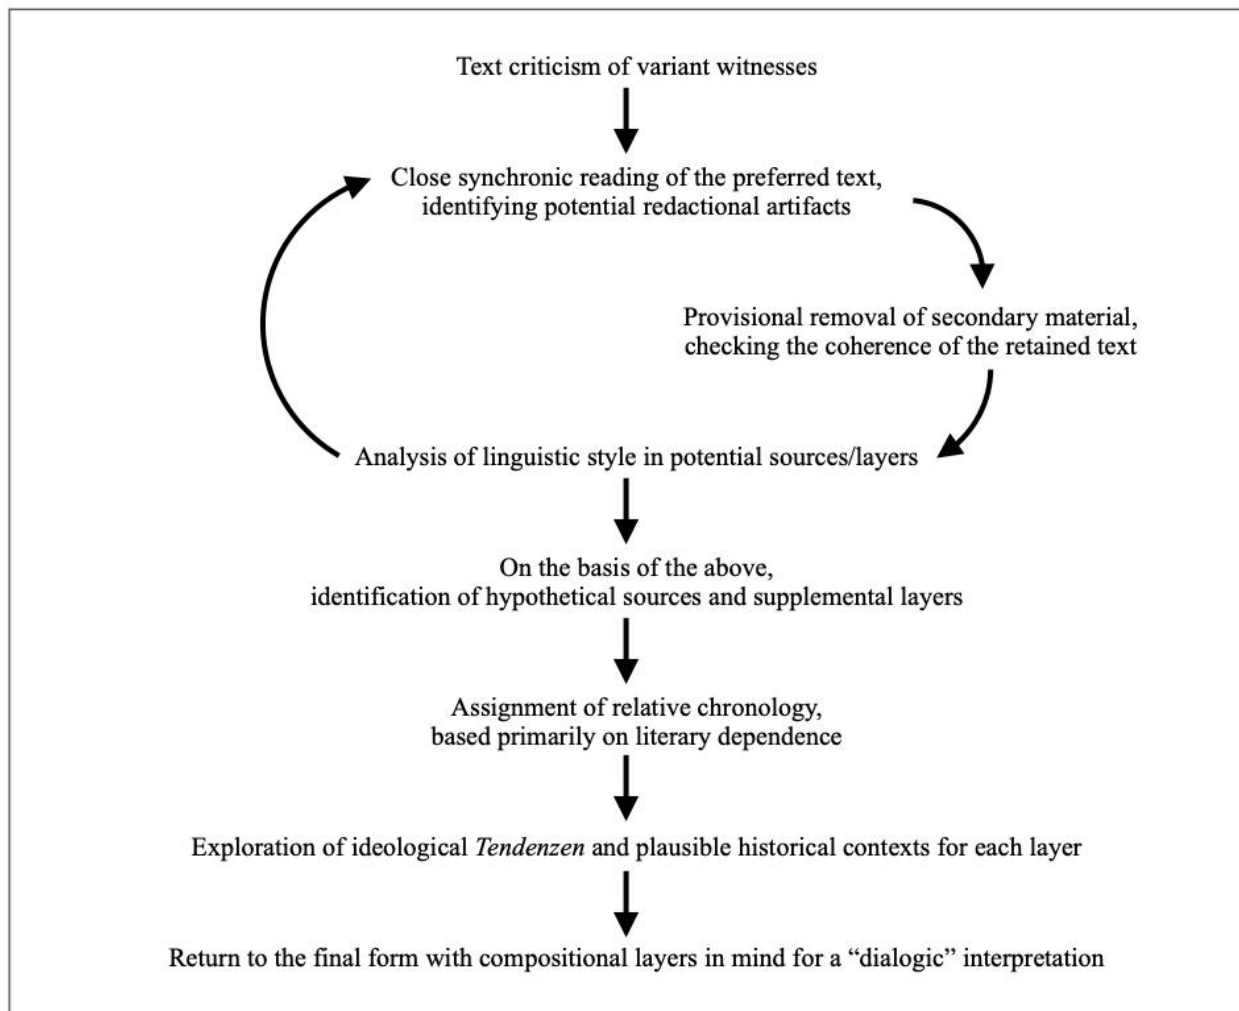 Text criticism of variant witnesses
Close synchronic reading of the preferred text,
identifying potential redactional artifacts
Provisional removal of secondary material,
checking the coherence of the retained text
Analysis of linguistic style in potential sources/layers
On the basis of the above,
identification of hypothetical sources and supplemental layers
Assignment of relative chronology,
based primarily on literary dependence
Exploration of ideological Tendenzen and plausible historical contexts for each layer
Return to the final form with compositional layers in mind for a “dialogic” interpretation